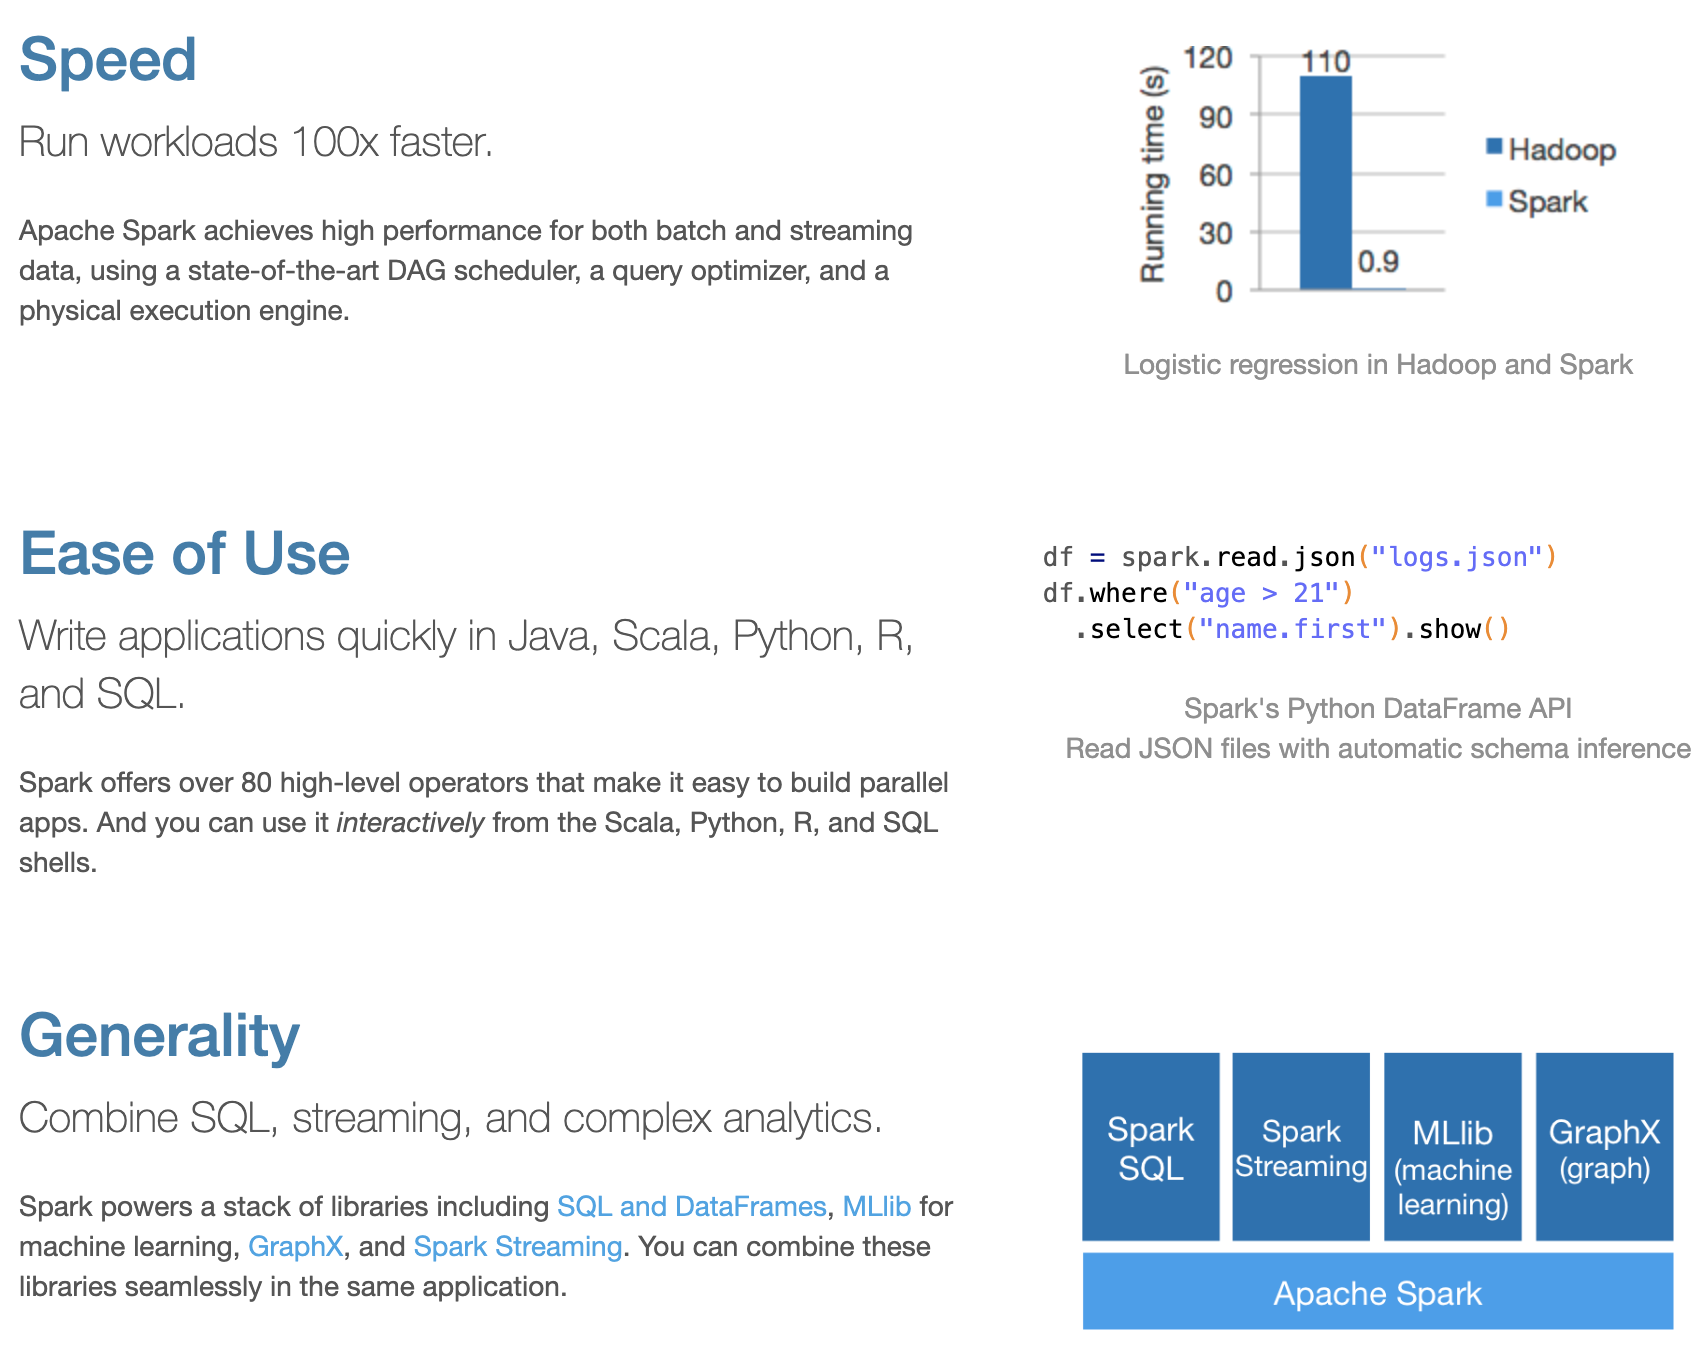 Speed
Run workloads 100x faster.
Apache Spark achieves high performance for both batch and streaming
data, using a state-of-the-art DAG scheduler, a query optimizer, and a
physical execution engine.
Running time (s)
120
90
60
30
0
110
0.9
Hadoop
Spark
Logistic regression in Hadoop and Spark
Ease of Use
Write applications quickly in Java, Scala, Python, R,
and SQL.
Spark offers over 80 high-level operators that make it easy to build parallel
apps. And you can use it interactively from the Scala, Python, R, and SQL
shells.
df = spark.read.json("logs.json")
df.where("age > 21")
  .select("name.first").show()
Spark's Python DataFrame API
Read JSON files with automatic schema inference
Generality
Combine SQL, streaming, and complex analytics.
Spark powers a stack of libraries including SQL and DataFrames, MLlib for
machine learning, GraphX, and Spark Streaming. You can combine these
libraries seamlessly in the same application.
Spark
SQL
Spark
Streaming
MLlib
(machine
learning)
GraphX
(graph)
Apache Spark